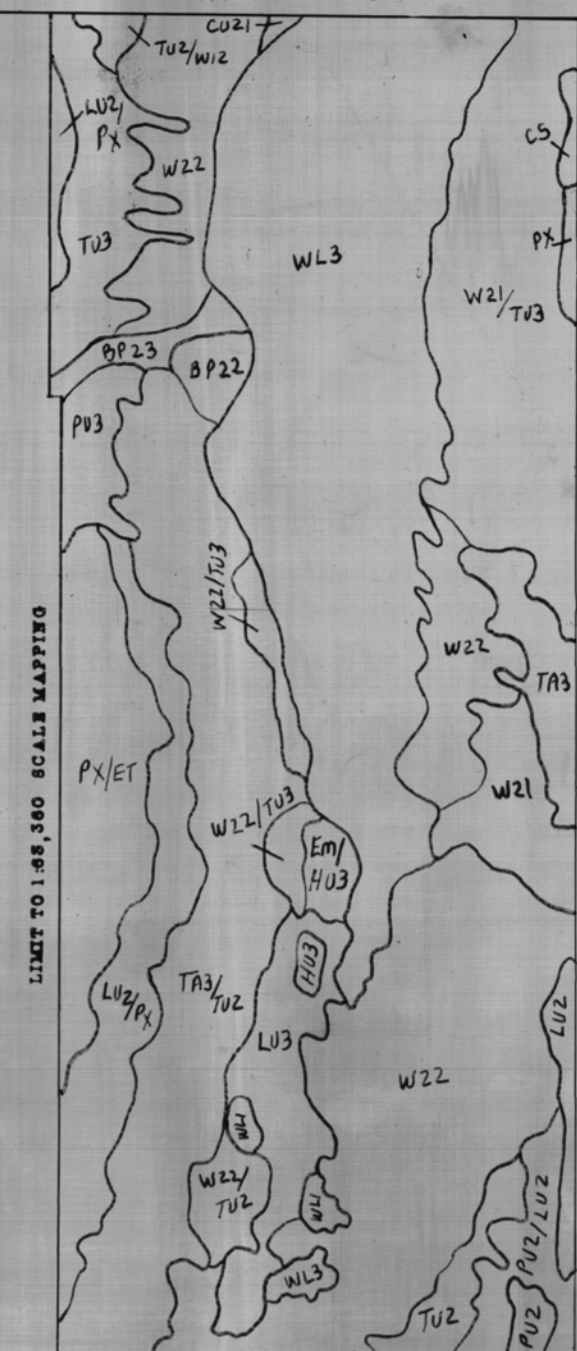 CU21
TU2/W12
LU2/
PX
W22
CS
TU3
WL3
PX
W21/
TU3
BP23
BP22
PU3
W22/TU3
W22
TA3
LIMIT TO 1:63,360 SCALE MAPPING
PX/ET
W21
W22/TU3
Em/
HU3
HU3
LU2/PX
TA3/
TU2
LU2
LU3
W22
WL1
W22/
TU2
WL1
PU2/LU2
WL3
TU2
PU2